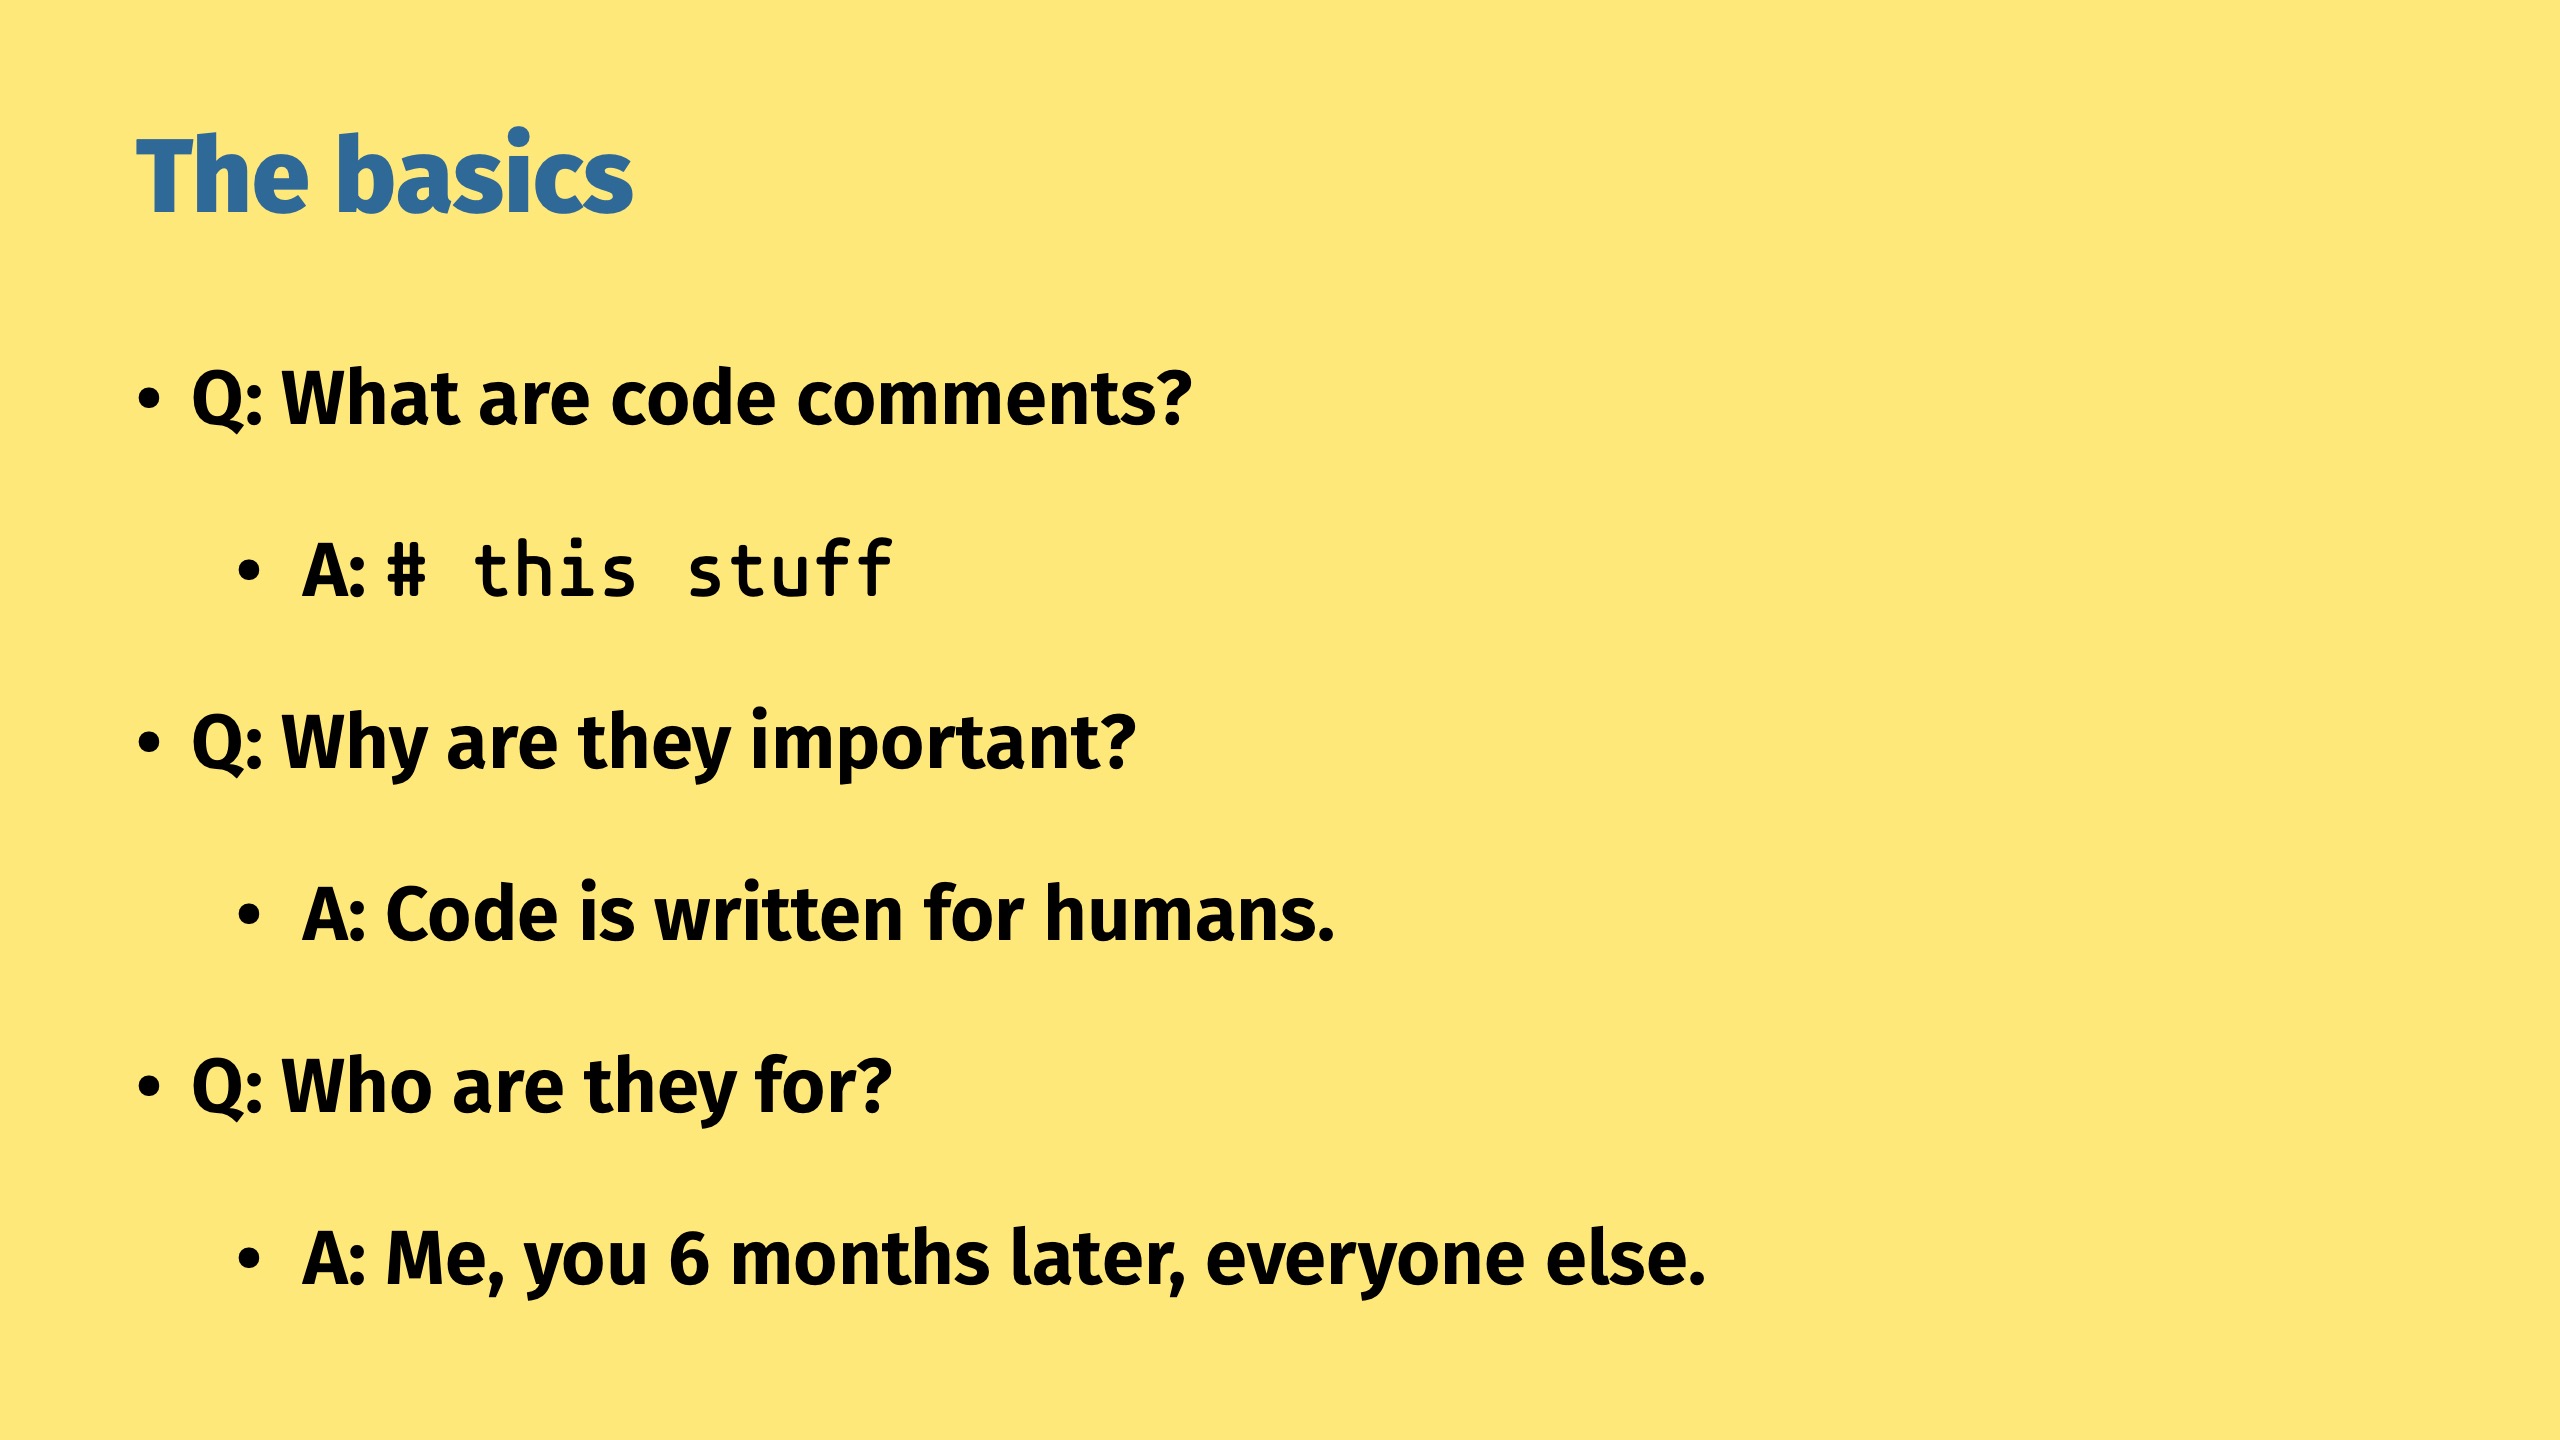 The basics
• Q: What are code comments?
• A: # this stuff
• Q: Why are they important?
• A: Code is written for humans.
• Q: Who are they for?
• A: Me, you 6 months later, everyone else.